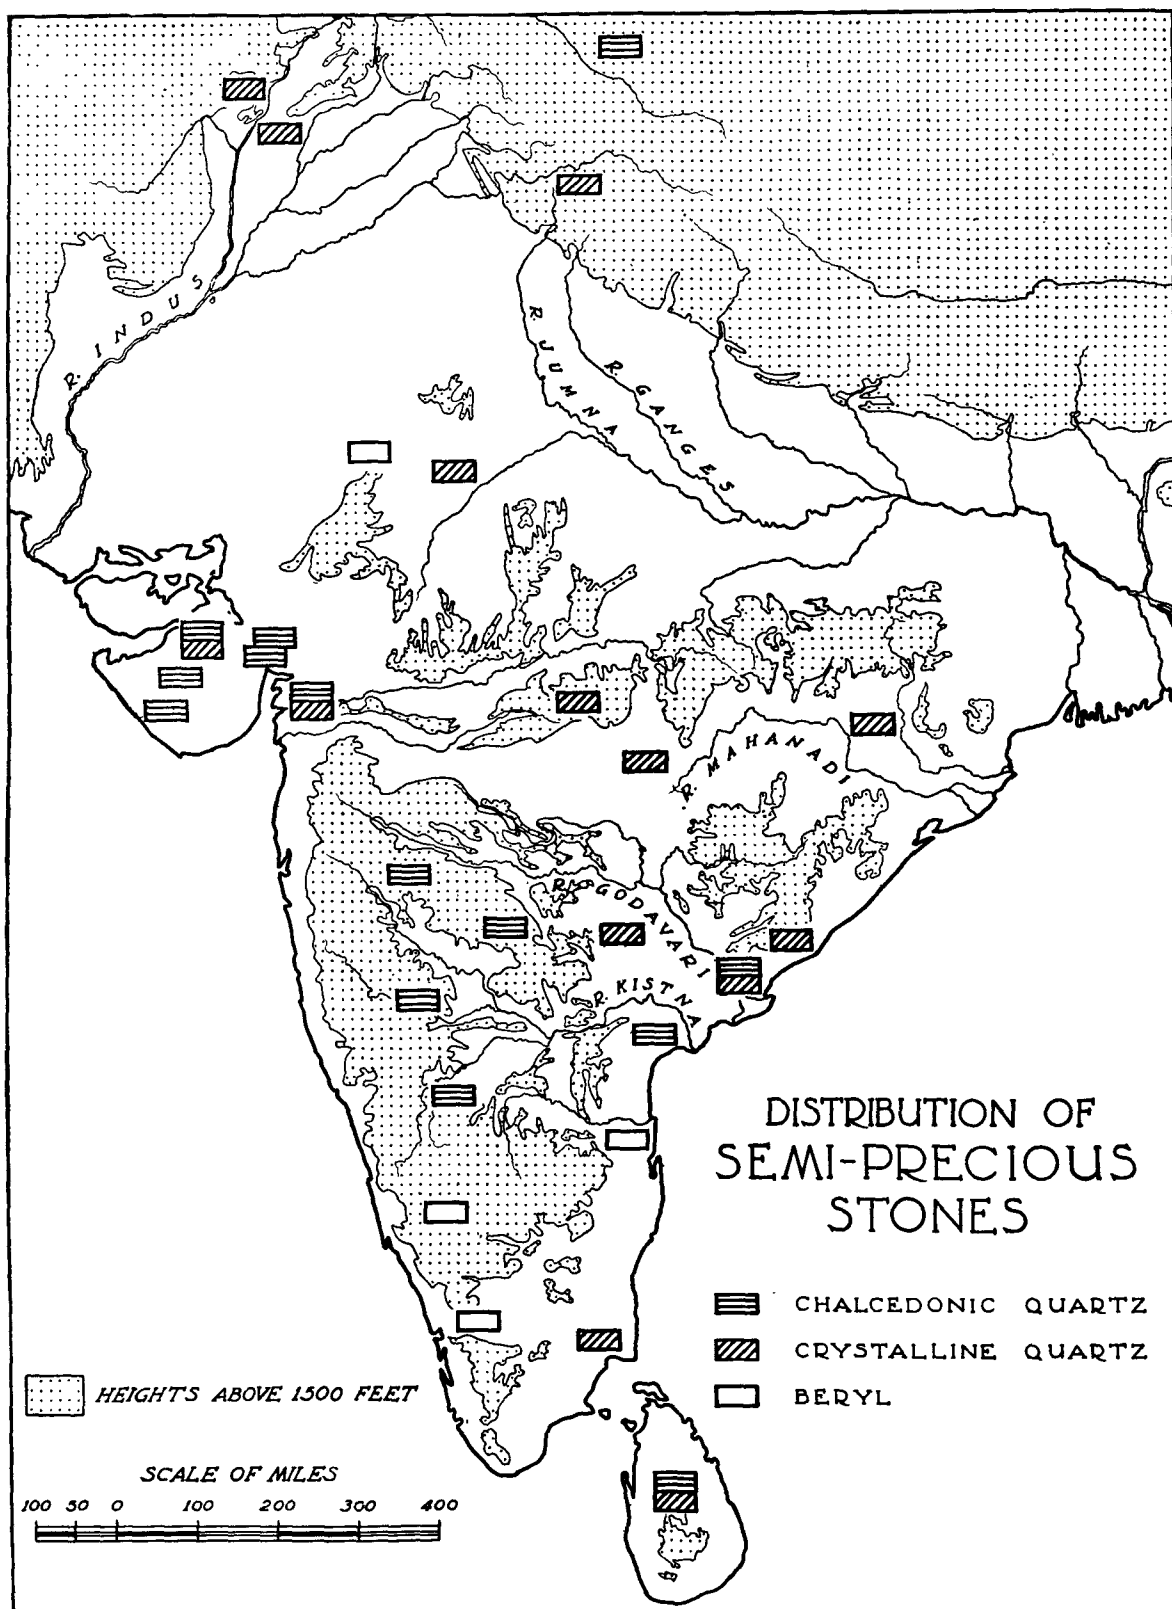 R. INDUS
R. JUMNA
R. GANGES
R. MAHANADI
R. GODAVARI
R. KISTNA
DISTRIBUTION OF
SEMI-PRECIOUS
STONES
CHALCEDONIC QUARTZ
CRYSTALLINE QUARTZ
BERYL
HEIGHTS ABOVE 1500 FEET
SCALE OF MILES
100 50 0 100 200 300 400